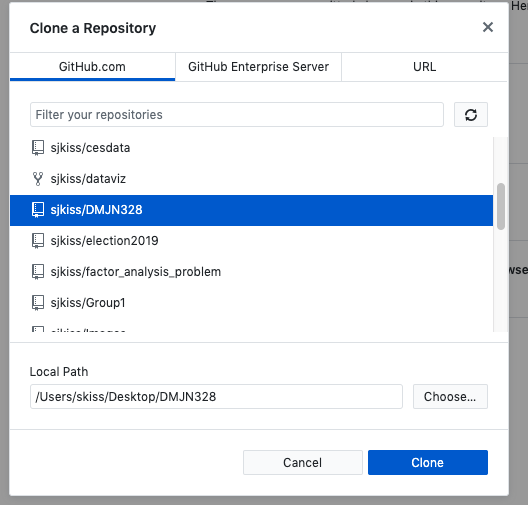 Clone a Repository
GitHub.com
GitHub Enterprise Server
URL
Filter your repositories
sjkiss/cesdata
sjkiss/dataviz
sjkiss/DMJN328
sjkiss/election2019
sjkiss/factor_analysis_problem
sjkiss/Group1
Local Path
/Users/skiss/Desktop/DMJN328
Choose...
Cancel
Clone